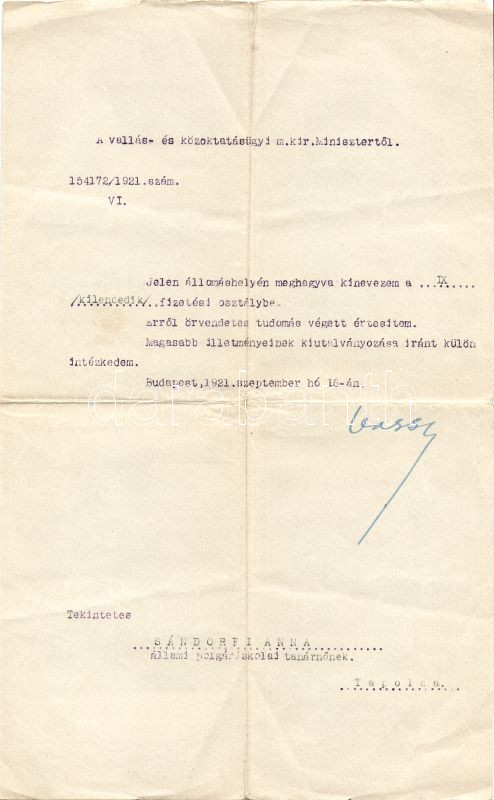 A vallás- és közoktatásügyi m.kir.Minisztertől.
154172/1921.szám.
VI.
Jelen állomáshelyén meghagyva kinevezem a ...IX.....
/kilencedik/..fizetési osztályba.
Erről örvendetes tudomás végett értesitem.
Magasabb illetményeinek kiutalványozása iránt külön
intézkedem.
Budapest,1921.szeptember hó 16-án.
darabanth
Vass
Tekintetes
SÁNDORFI ANNA
állami polgáriskolai tanárnőnek.
Tapolca.